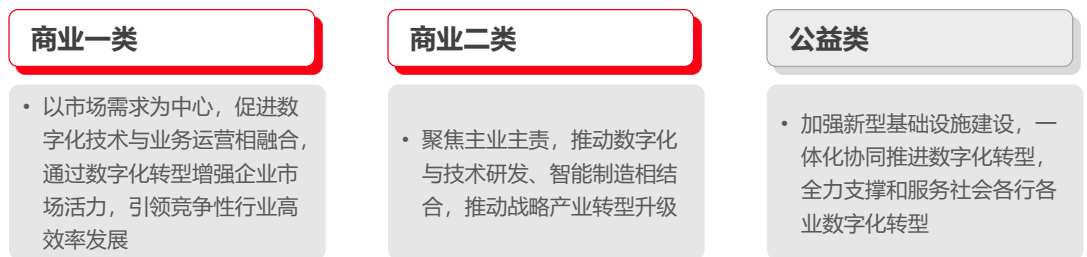 商业一类
• 以市场需求为中心，促进数
字化技术与业务运营相融合，
通过数字化转型增强企业市
场活力，引领竞争性行业高
效率发展
商业二类
• 聚焦主业主责，推动数字化
与技术研发、智能制造相结
合，推动战略产业转型升级
公益类
• 加强新型基础设施建设，一
体化协同推进数字化转型，
全力支撑和服务社会各行各
业数字化转型